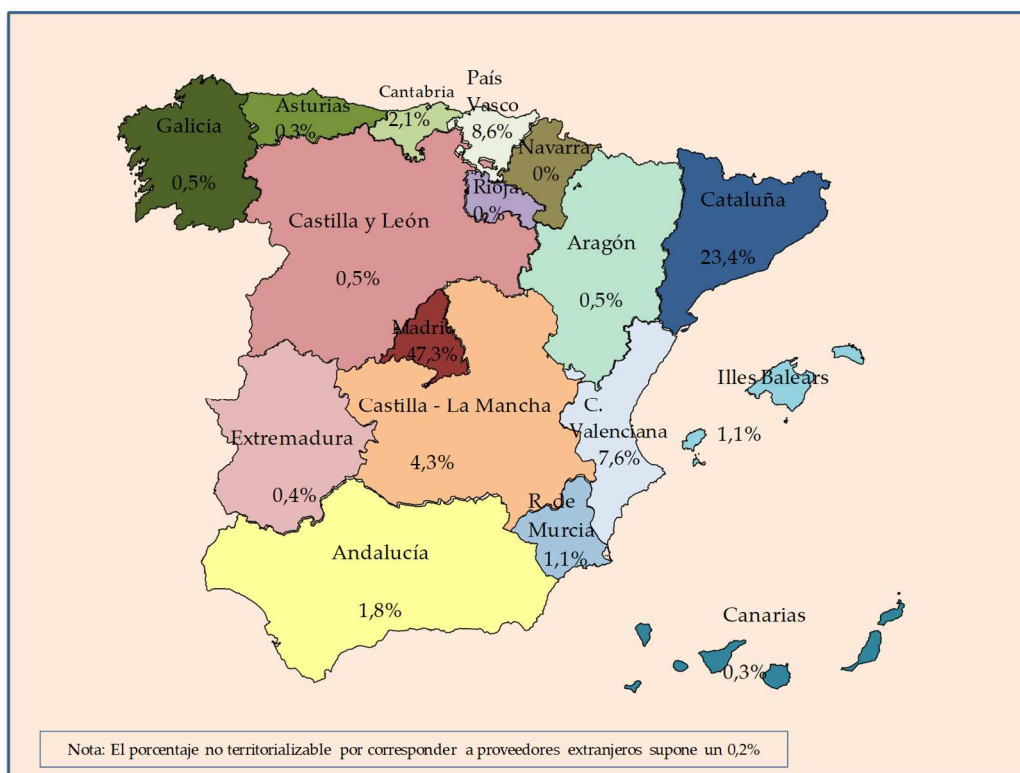 País
Vasco
8,6%
Cantabria
2,1%
Asturias
0,3%
Galicia
0,5%
Navarra
0%
Rioja
0%
Cataluña
23,4%
Castilla y León
0,5%
Aragón
0,5%
Madrid
47,3%
Illes Balears
1,1%
Castilla - La Mancha
4,3%
C.
Valenciana
7,6%
Extremadura
0,4%
R. de
Murcia
1,1%
Andalucía
1,8%
Canarias
0,3%
Nota: El porcentaje no territorializable por corresponder a proveedores extranjeros supone un 0,2%